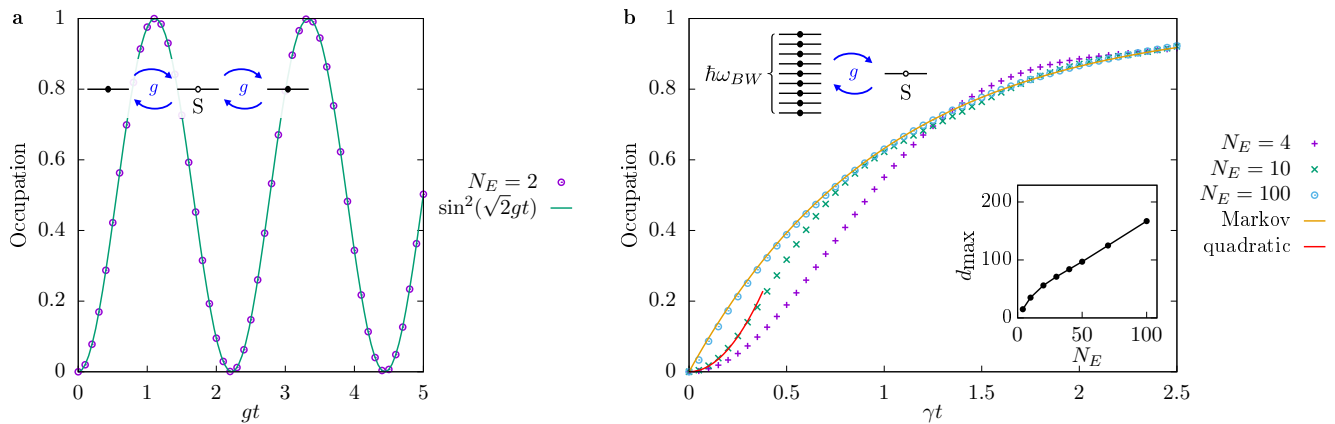 a
Occupation
1
0.8
0.6
0.4
0.2
0
0 1 2 3 4 5
gt
g
g
S
N_E = 2
sin²(√2gt)
b
Occupation
1
0.8
0.6
0.4
0.2
0
0 0.5 1 1.5 2 2.5
γt
ħω_BW
g
S
N_E = 4
N_E = 10
N_E = 100
Markov
quadratic
d_max
200
100
0
0 50 100
N_E